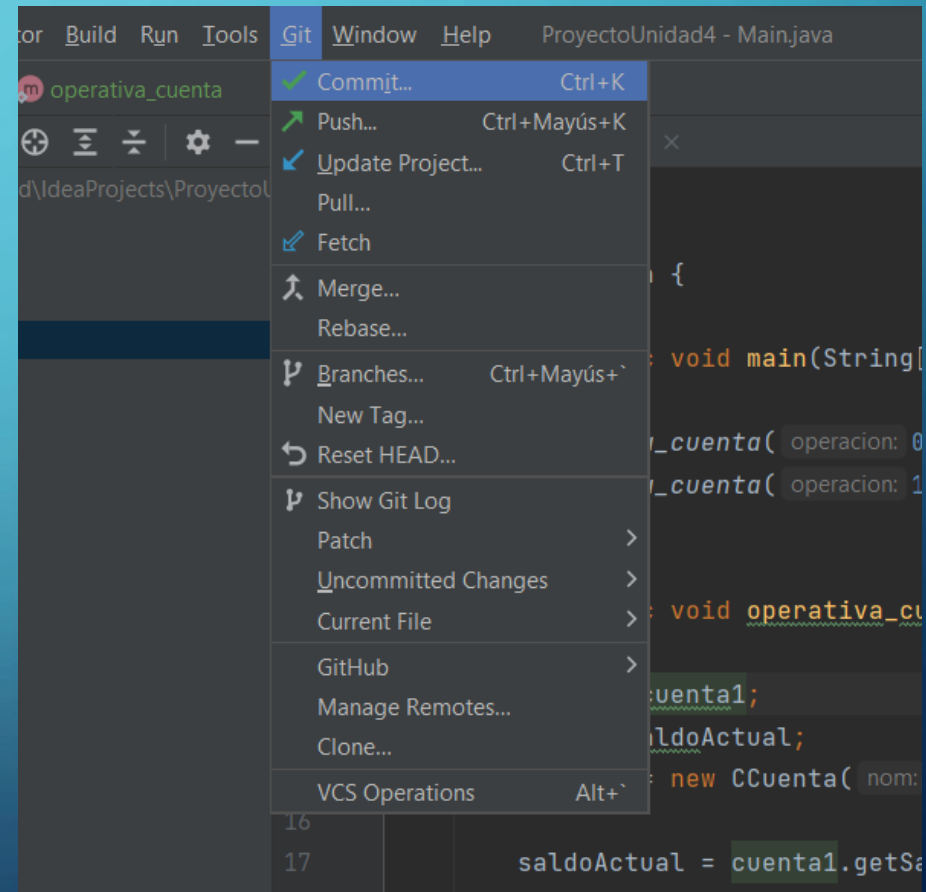 tor Build Run Tools Git Window Help ProyectoUnidad4 - Main.java
operativa_cuenta
Commit... Ctrl+K
Push... Ctrl+Mayús+K
d\IdeaProjects\ProyectoU
Update Project... Ctrl+T
Pull...
Fetch
{
Merge...
Rebase...
void main(String[
Branches... Ctrl+Mayús+`
New Tag...
_cuenta( operacion: 0
Reset HEAD...
_cuenta( operacion: 1
Show Git Log
Patch
Uncommitted Changes
Current File
void operativa_cu
GitHub
cuenta1;
Manage Remotes...
ldoActual;
Clone...
= new CCuenta( nom:
VCS Operations Alt+`
16
17 saldoActual = cuenta1.getSa